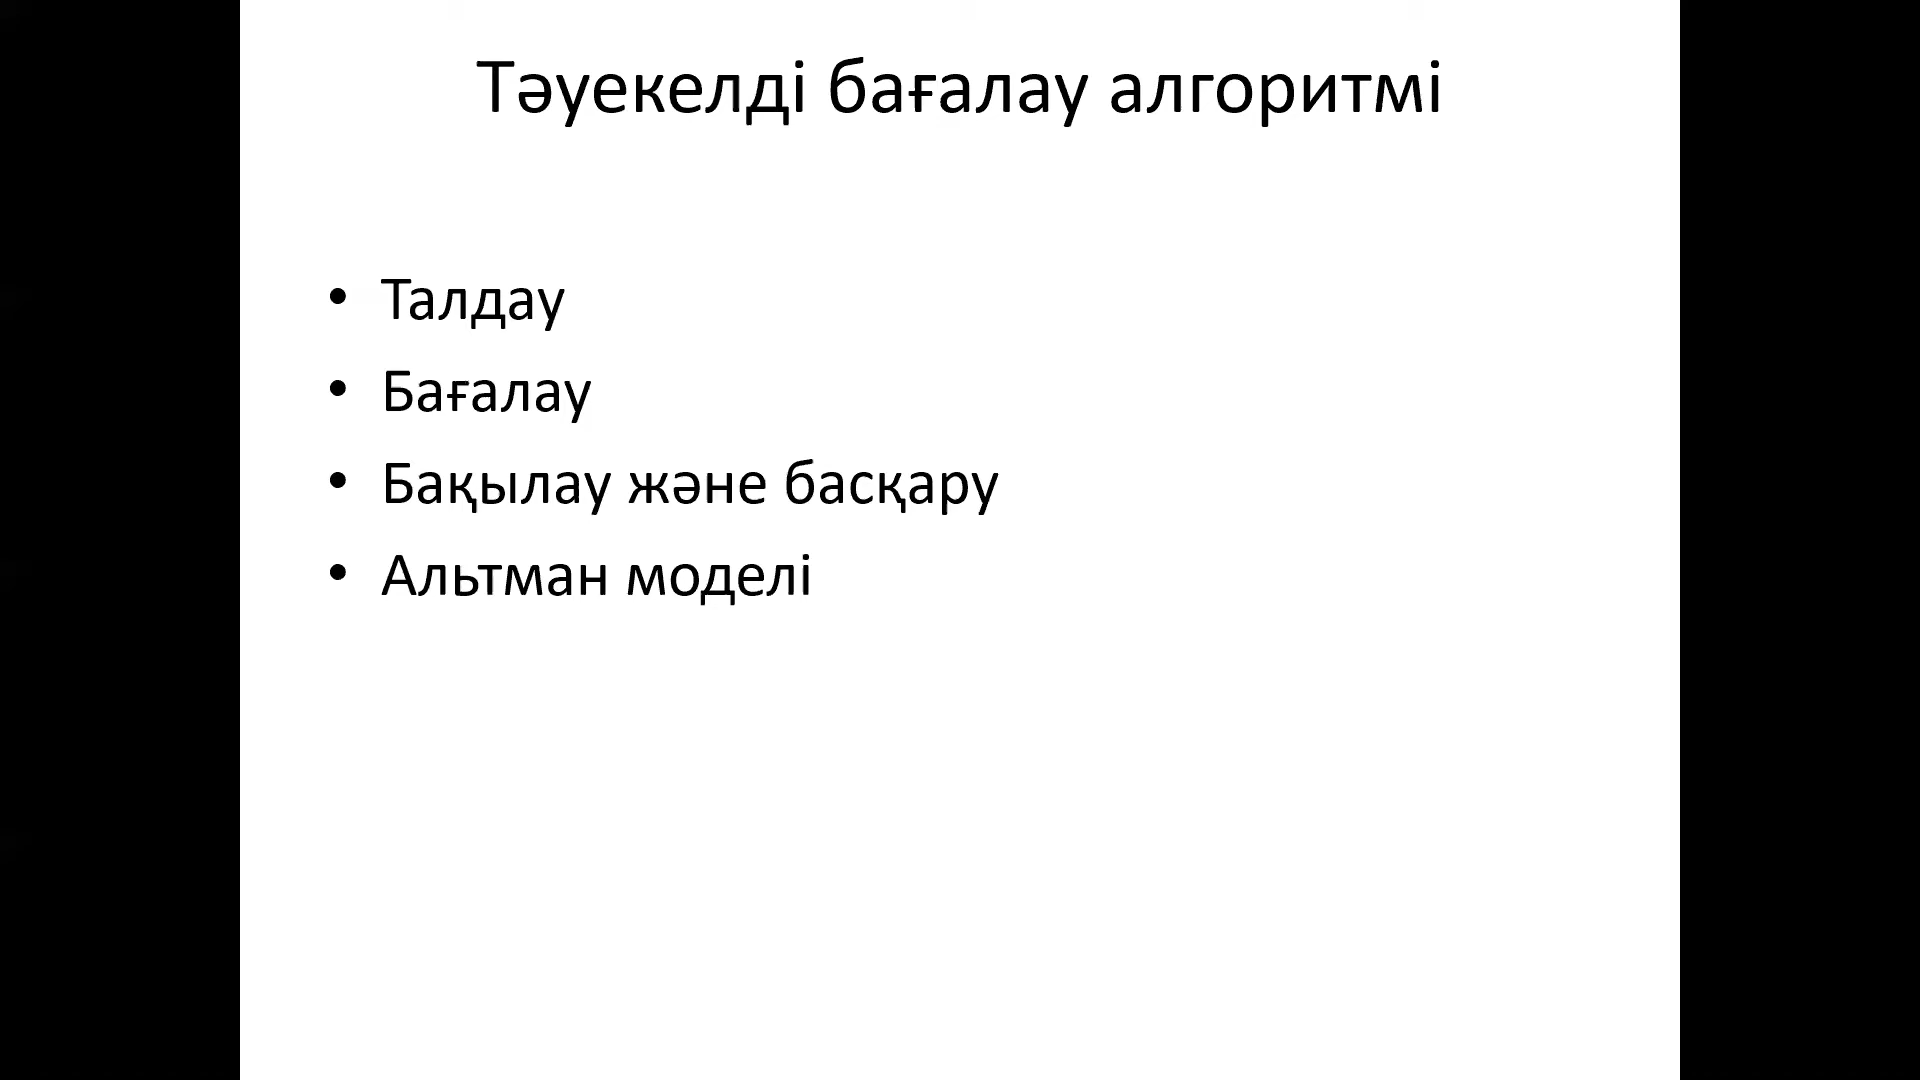 Тәуекелді бағалау алгоритмі
• Талдау
• Бағалау
• Бақылау және басқару
• Альтман моделі